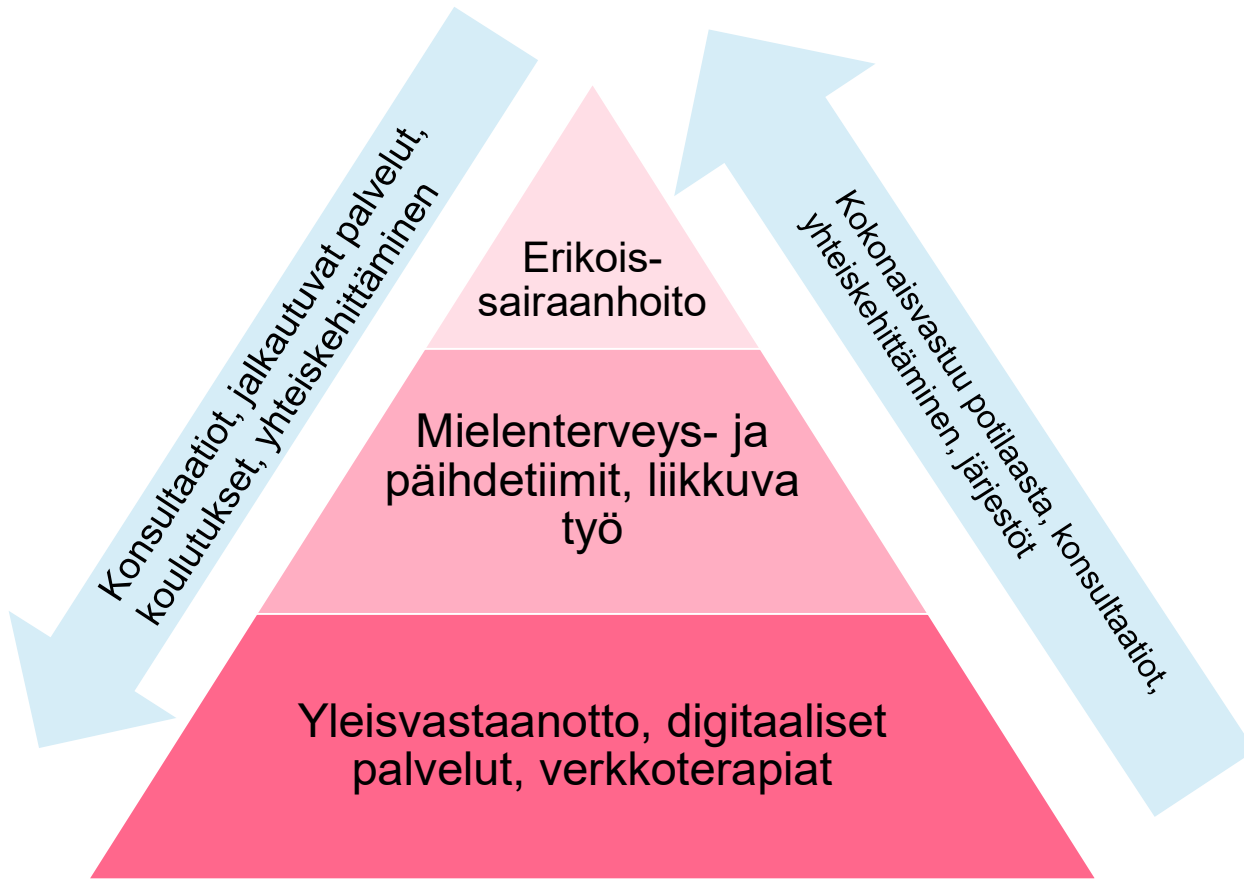 Konsultaatiot, jalkautuvat palvelut,
koulutukset, yhteiskehittäminen
Erikois-
sairaanhoito
Mielenterveys- ja
päihdetiimit, liikkuva
työ
Yleisvastaanotto, digitaaliset
palvelut, verkkoterapiat
Kokonaisvastuu potilaasta, konsultaatiot,
yhteiskehittäminen, järjestöt